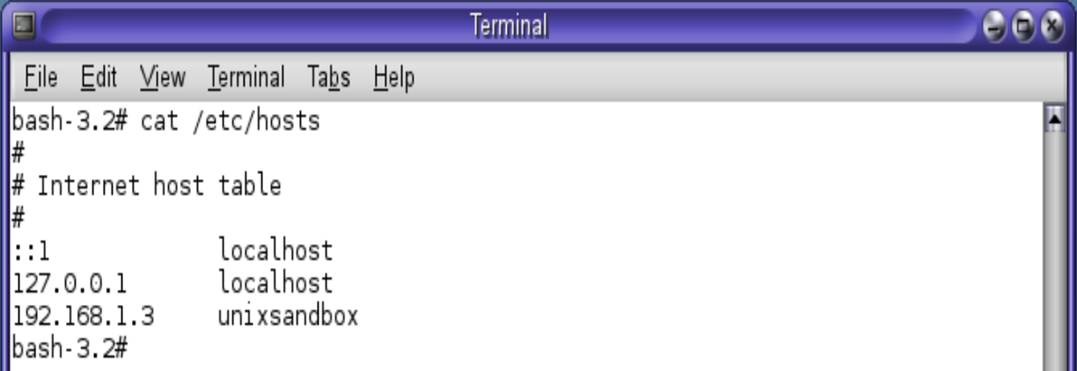 Terminal
File Edit View Terminal Tabs Help
bash-3.2# cat /etc/hosts
#
# Internet host table
#
::1             localhost
127.0.0.1       localhost
192.168.1.3     unixsandbox
bash-3.2#